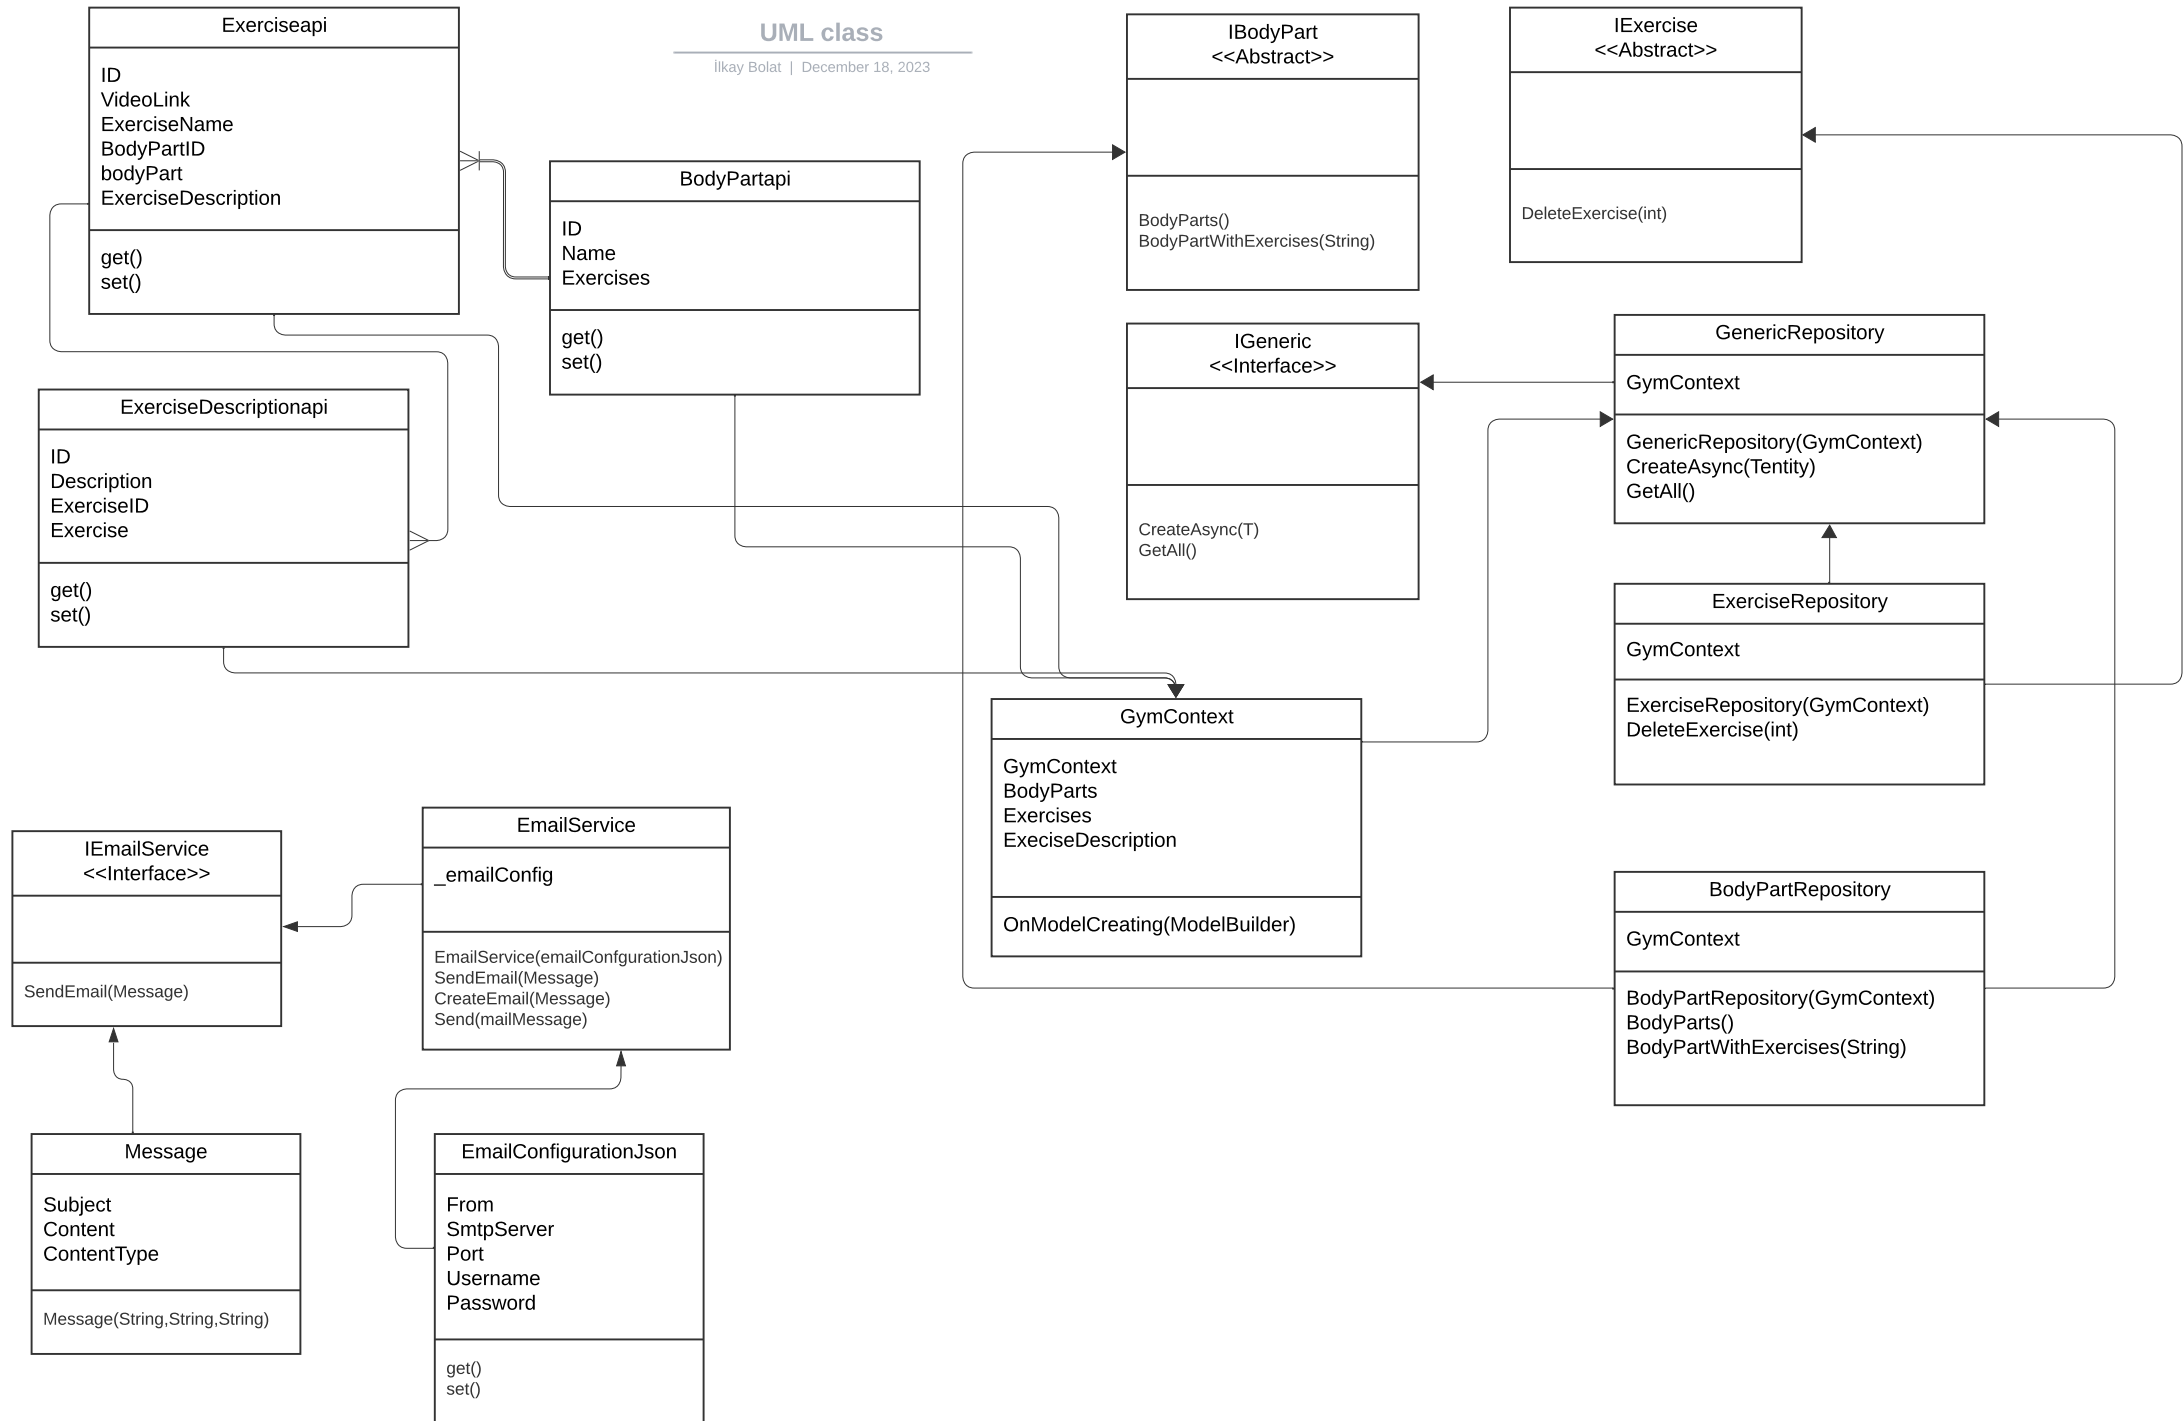 UML class
İlkay Bolat | December 18, 2023
Exerciseapi
ID
VideoLink
ExerciseName
BodyPartID
bodyPart
ExerciseDescription
get()
set()
BodyPartapi
ID
Name
Exercises
get()
set()
ExerciseDescriptionapi
ID
Description
ExerciseID
Exercise
get()
set()
IBodyPart
<<Abstract>>
BodyParts()
BodyPartWithExercises(String)
IExercise
<<Abstract>>
DeleteExercise(int)
IGeneric
<<Interface>>
CreateAsync(T)
GetAll()
GenericRepository
GymContext
GenericRepository(GymContext)
CreateAsync(Tentity)
GetAll()
ExerciseRepository
GymContext
ExerciseRepository(GymContext)
DeleteExercise(int)
GymContext
GymContext
BodyParts
Exercises
ExeciseDescription
OnModelCreating(ModelBuilder)
BodyPartRepository
GymContext
BodyPartRepository(GymContext)
BodyParts()
BodyPartWithExercises(String)
IEmailService
<<Interface>>
SendEmail(Message)
EmailService
_emailConfig
EmailService(emailConfgurationJson)
SendEmail(Message)
CreateEmail(Message)
Send(mailMessage)
Message
Subject
Content
ContentType
Message(String,String,String)
EmailConfigurationJson
From
SmtpServer
Port
Username
Password
get()
set()